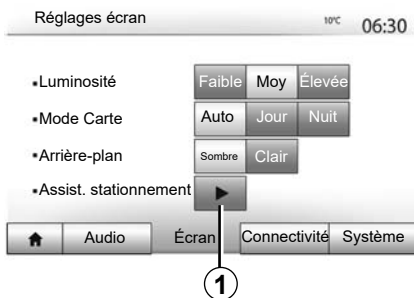 Réglages écran 10°C 06:30
▪Luminosité Faible Moy Élevée
▪Mode Carte Auto Jour Nuit
▪Arrière-plan Sombre Clair
▪Assist. stationnement
Audio Écran Connectivité Système
1